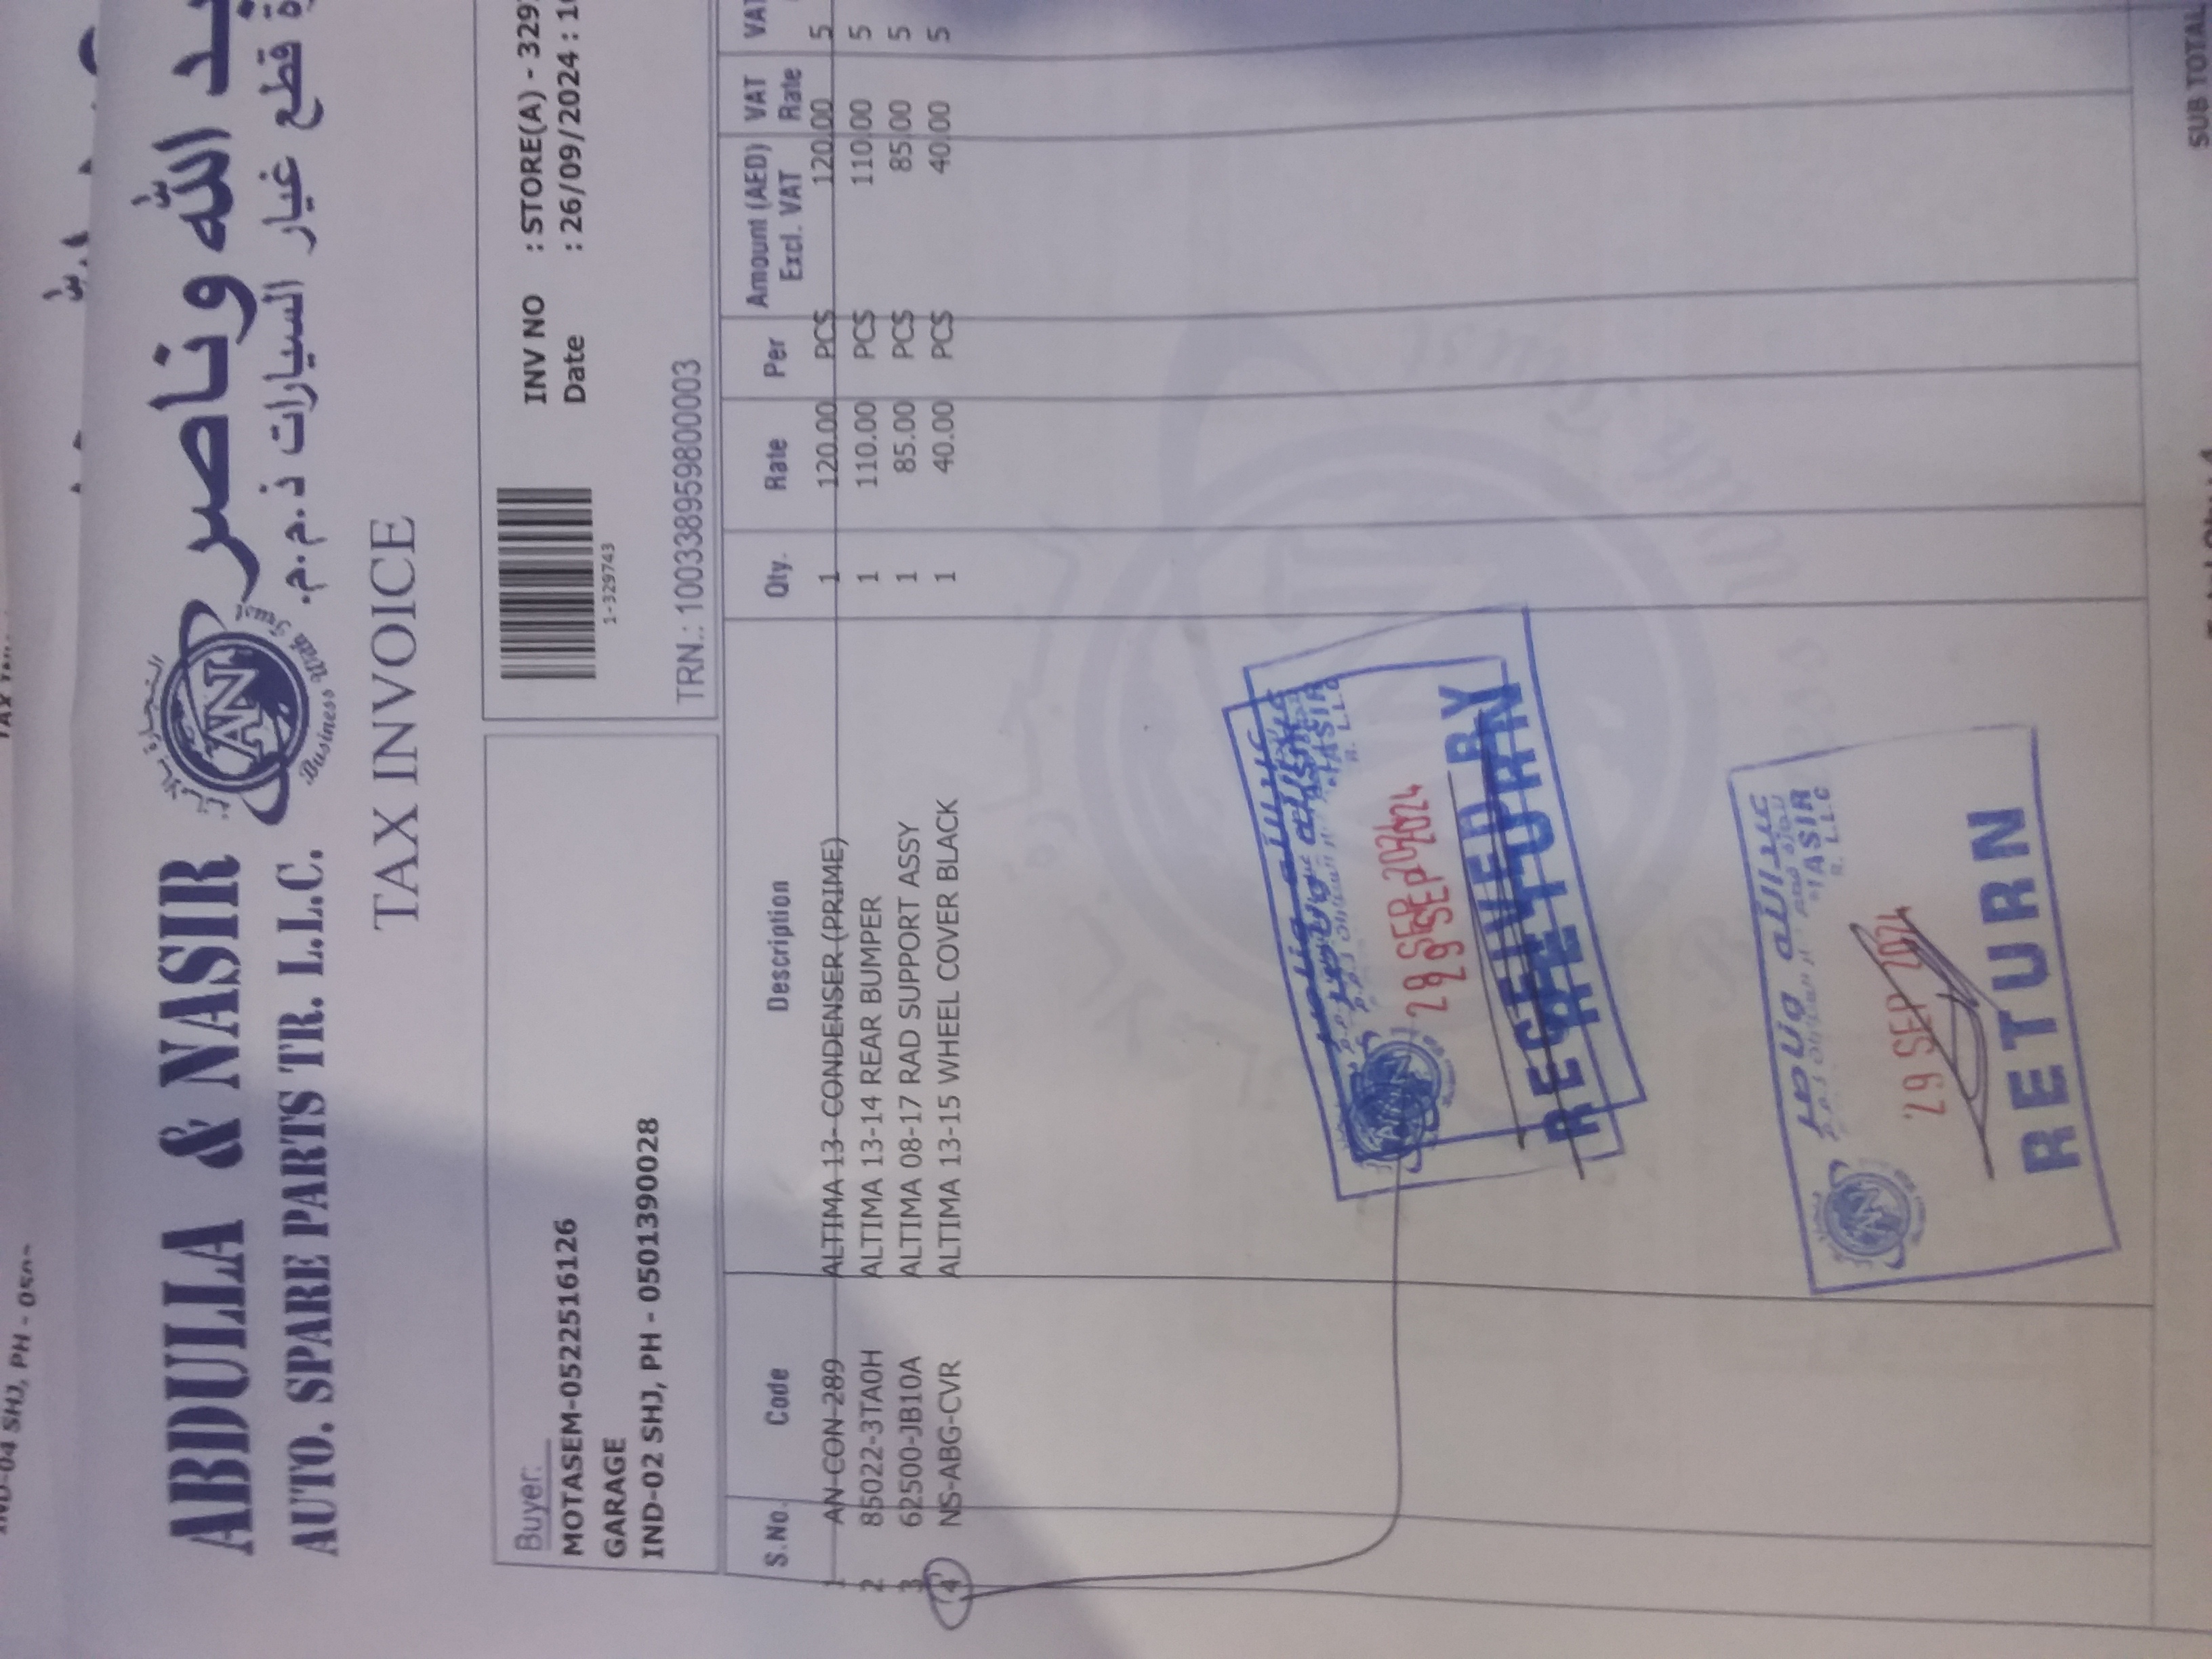 ABDULLA & NASIR
AUTO. SPARE PARTS TR. L.L.C.
AN
Business With Trust
الله وناصر
قطع غيار السيارات ذ.م.م.
TAX INVOICE
Buyer:
MOTASEM-0522516126
GARAGE
IND-02 SHJ, PH - 0501390028
1-329743
INV NO : STORE(A) - 329
Date : 26/09/2024 : 1
TRN.: 100338959800003
S.No. Code Description Qty. Rate Per Amount (AED) Excl. VAT VAT Rate VAT
1 AN-CON-289 ALTIMA 13- CONDENSER (PRIME) 1 120.00 PCS 120.00 5
2 85022-3TA0H ALTIMA 13-14 REAR BUMPER 1 110.00 PCS 110.00 5
3 62500-JB10A ALTIMA 08-17 RAD SUPPORT ASSY 1 85.00 PCS 85.00 5
4 NS-ABG-CVR ALTIMA 13-15 WHEEL COVER BLACK 1 40.00 PCS 40.00 5
29 SEP 2024
RECEIVED BY
RETURN
29 SEP 2024
RETURN
SUB TOTAL